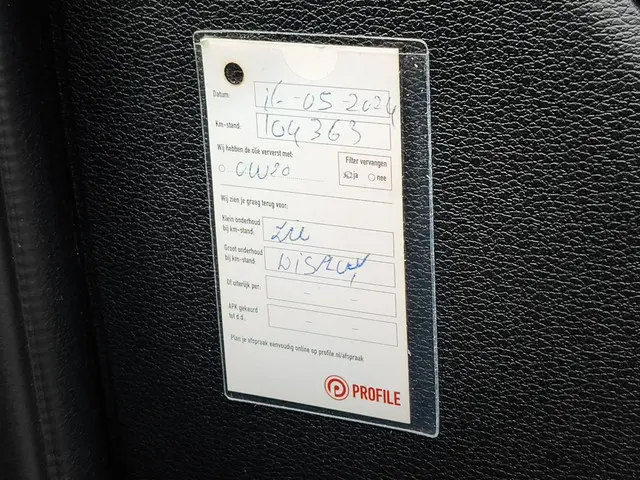 Datum: 16-05-2024
Km-stand: 104363
Wij hebben de olie ververst met:
Filter vervangen
0W20
ja nee
Wij zien je graag terug voor:
Klein onderhoud
bij km-stand: ZIE
Groot onderhoud
bij km-stand: DISPLAY
Of uiterlijk per: – –
APK gekeurd
tot d.d.: – –
Plan je afspraak eenvoudig online op profile.nl/afspraak
PROFILE